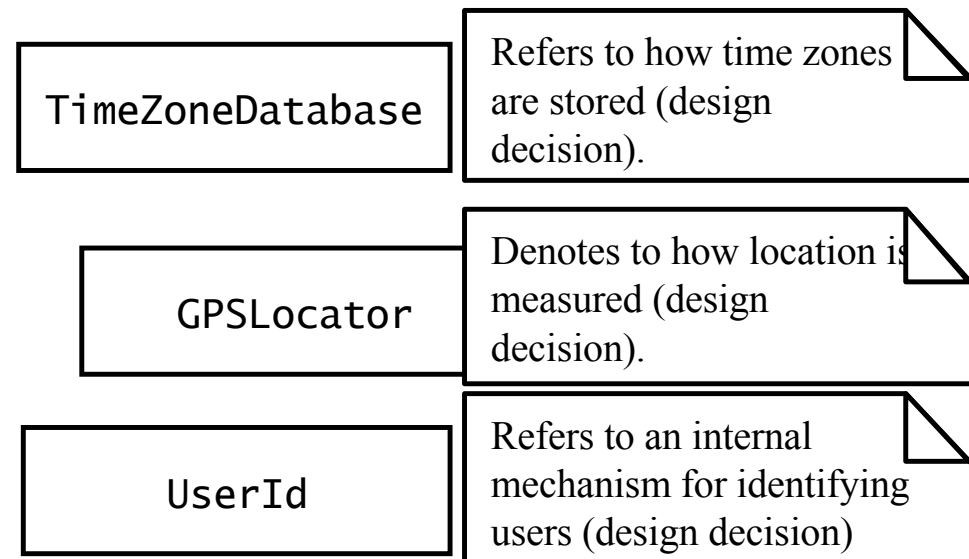 TimeZoneDatabase
Refers to how time zones
are stored (design
decision).
GPSLocator
Denotes to how location is
measured (design
decision).
UserId
Refers to an internal
mechanism for identifying
users (design decision)